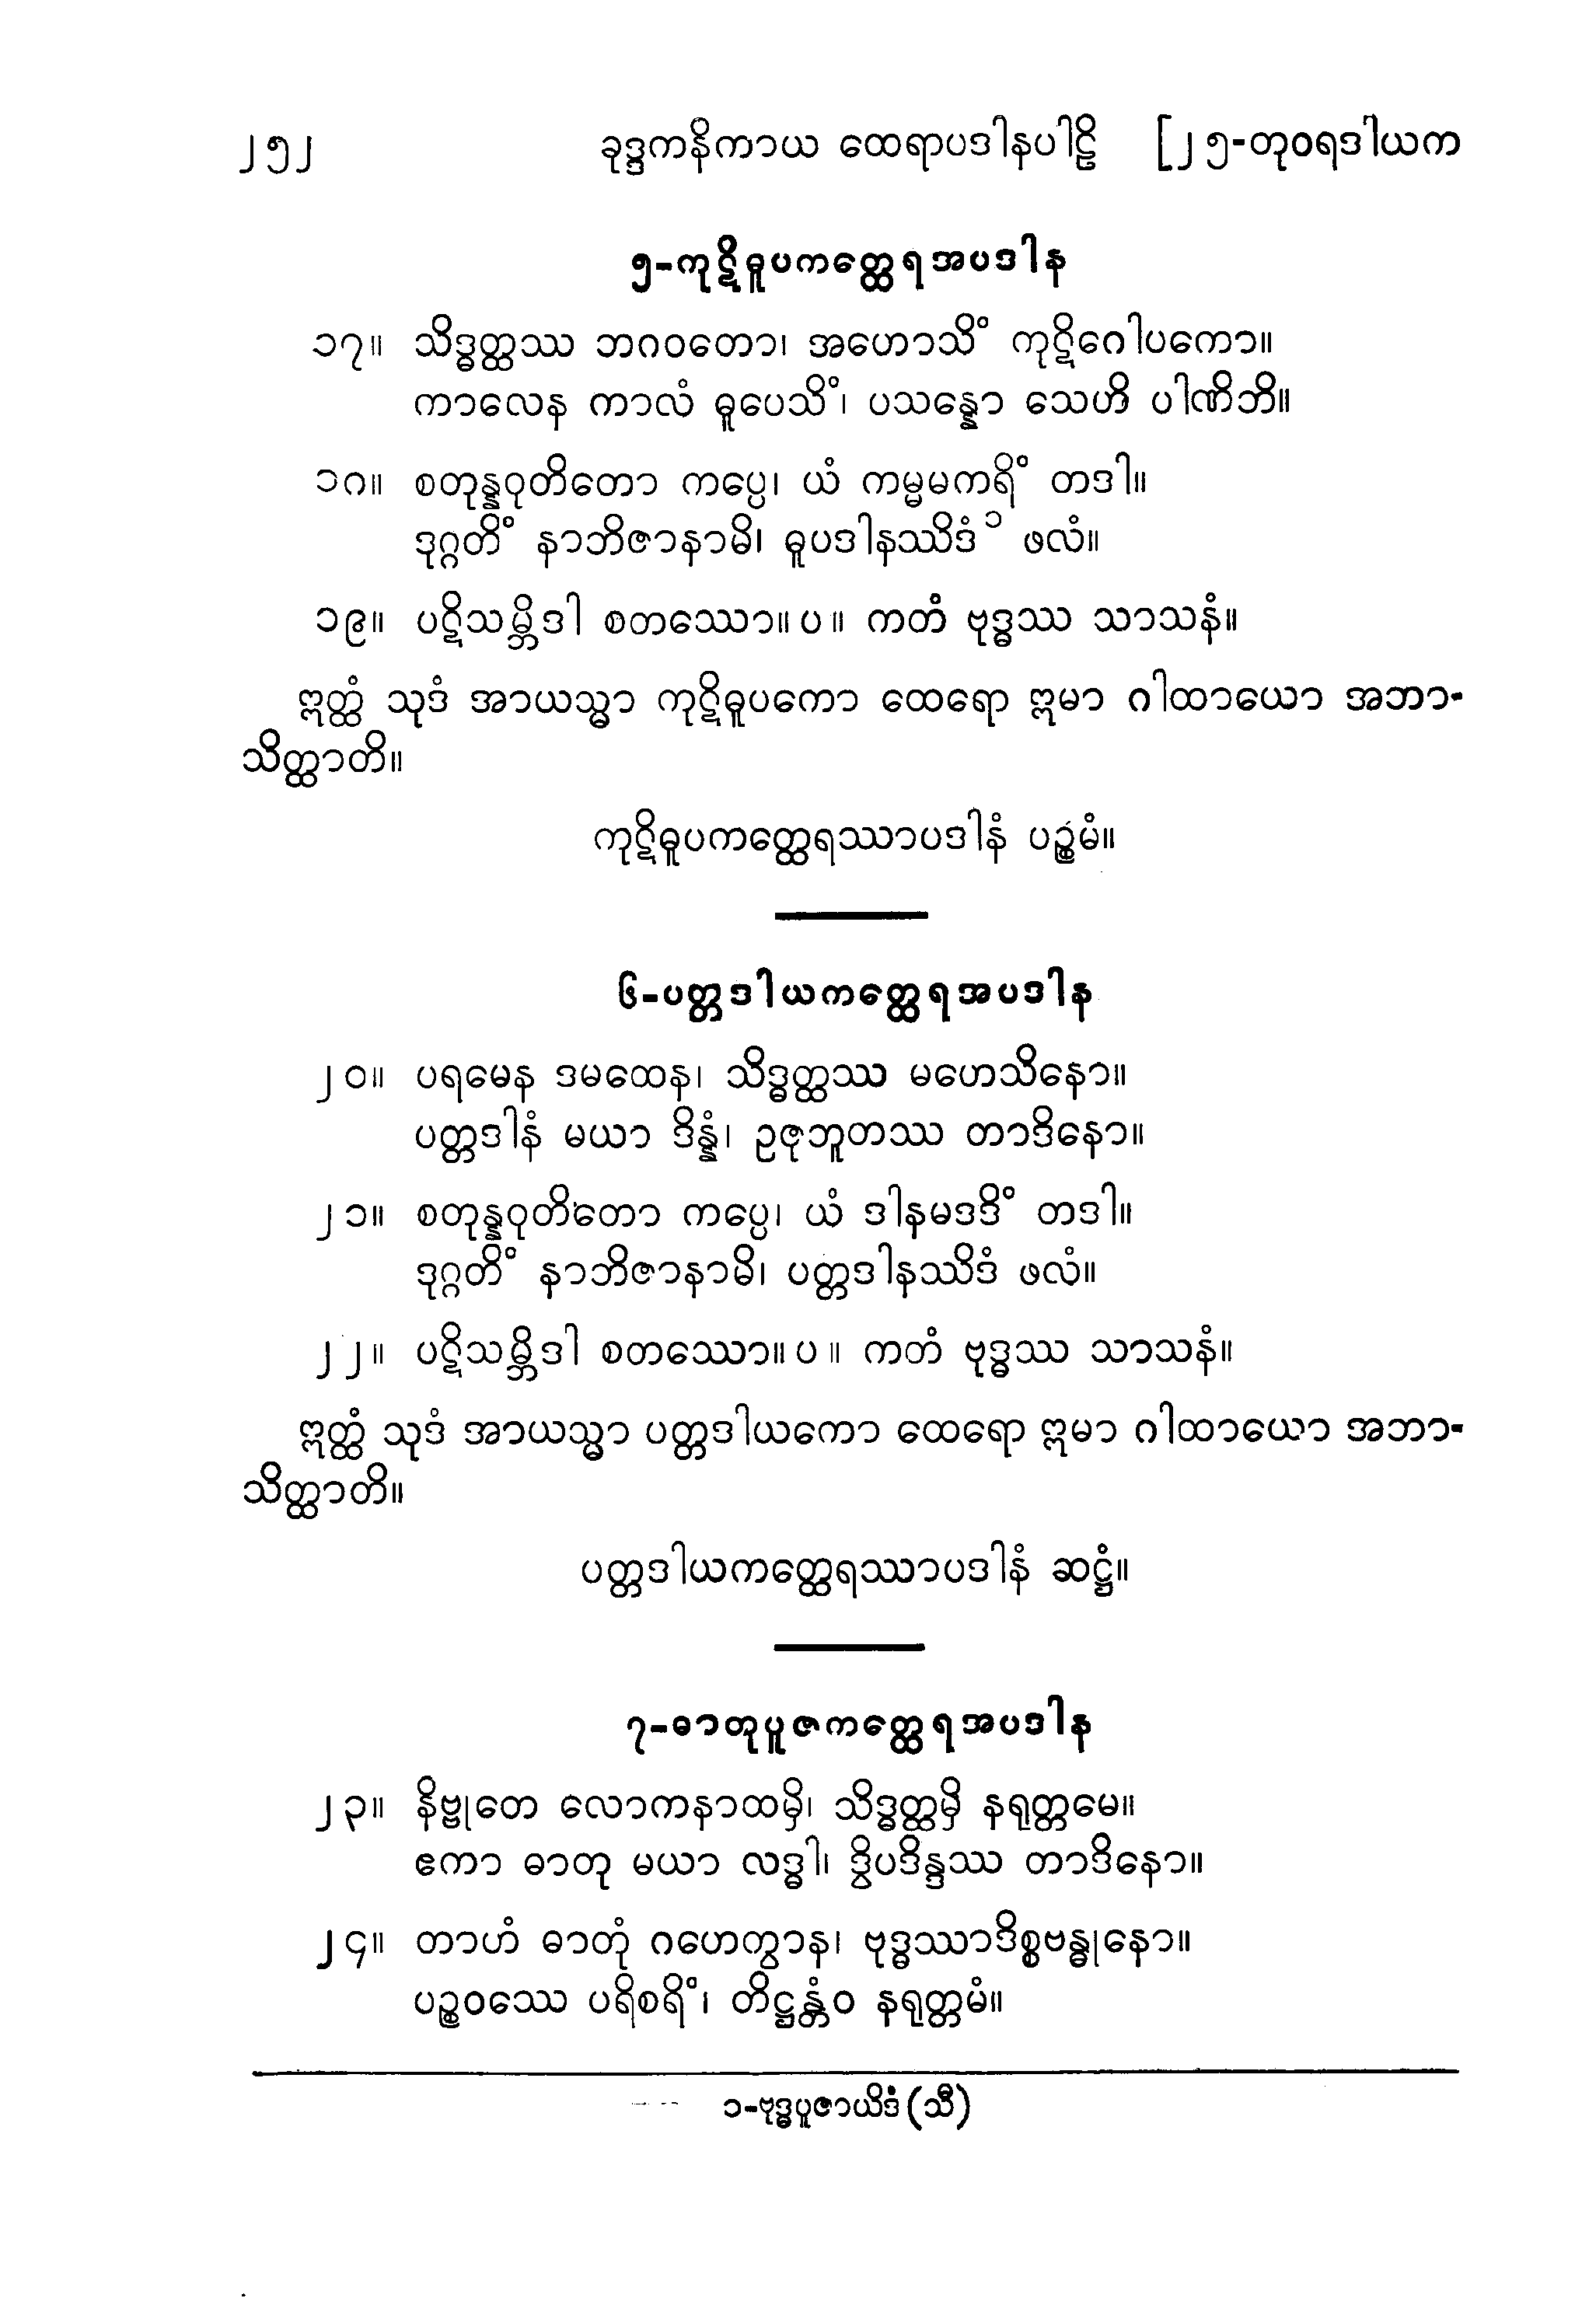 ၂၅၂ ခုဒ္ဒကနိကာယ ထေရာပဒါနပါဠိ [၂၅-တုဝရဒါယက
၅-ကုဋိဓူပကတ္ထေရအပဒါန
၁၇။ သိဒ္ဓတ္ထဿ ဘဂဝတော၊ အဟောသိံ ကုဋိဂေါပကော။
ကာလေန ကာလံ ဓူပေသိံ၊ ပသန္နော သေဟိ ပါဏိဘိ။
၁၈။ စတုန္နဝုတိတော ကပ္ပေ၊ ယံ ကမ္မမကရိံ တဒါ။
ဒုဂ္ဂတိံ နာဘိဇာနာမိ၊ ဓူပဒါနဿိဒံ ၁ ဖလံ။
၁၉။ ပဋိသမ္ဘိဒါ စတဿော။ပ။ ကတံ ဗုဒ္ဓဿ သာသနံ။
ဣတ္ထံ သုဒံ အာယသ္မာ ကုဋိဓူပကော ထေရော ဣမာ ဂါထာယော အဘာ-
သိတ္ထာတိ။
ကုဋိဓူပကတ္ထေရဿာပဒါနံ ပဉ္စမံ။
၆-ပတ္တဒါယကတ္ထေရအပဒါန
၂၀။ ပရမေန ဒမထေန၊ သိဒ္ဓတ္ထဿ မဟေသိနော။
ပတ္တဒါနံ မယာ ဒိန္နံ၊ ဥဇုဘူတဿ တာဒိနော။
၂၁။ စတုန္နဝုတိတော ကပ္ပေ၊ ယံ ဒါနမဒဒိံ တဒါ။
ဒုဂ္ဂတိံ နာဘိဇာနာမိ၊ ပတ္တဒါနဿိဒံ ဖလံ။
၂၂။ ပဋိသမ္ဘိဒါ စတဿော။ပ။ ကတံ ဗုဒ္ဓဿ သာသနံ။
ဣတ္ထံ သုဒံ အာယသ္မာ ပတ္တဒါယကော ထေရော ဣမာ ဂါထာယော အဘာ-
သိတ္ထာတိ။
ပတ္တဒါယကတ္ထေရဿာပဒါနံ ဆဋ္ဌံ။
၇-ဓာတုပူဇကတ္ထေရအပဒါန
၂၃။ နိဗ္ဗုတေ လောကနာထမှိ၊ သိဒ္ဓတ္ထမှိ နရုတ္တမေ။
ဧကာ ဓာတု မယာ လဒ္ဓါ၊ ဒွိပဒိန္ဒဿ တာဒိနော။
၂၄။ တာဟံ ဓာတုံ ဂဟေတွာန၊ ဗုဒ္ဓဿာဒိစ္စဗန္ဓုနော။
ပဉ္စဝဿေ ပရိစရိံ၊ တိဋ္ဌန္တံဝ နရုတ္တမံ။
၁-ဗုဒ္ဓပူဇာယိဒံ(သီ)